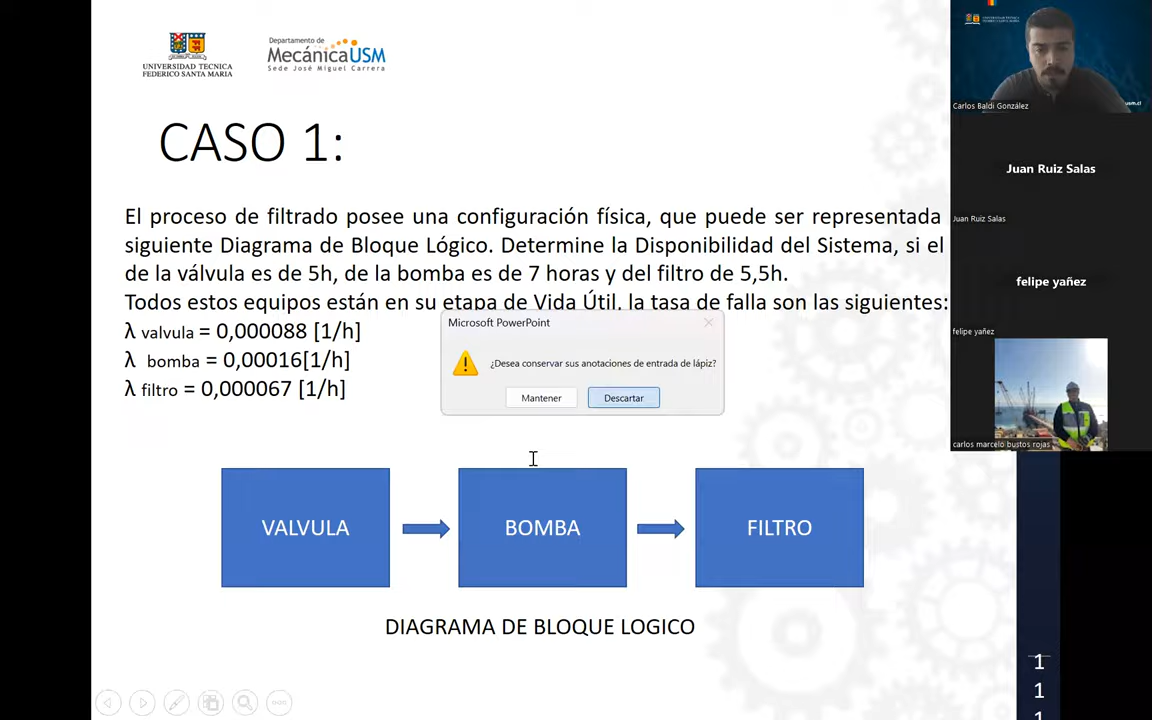 UNIVERSIDAD TECNICA
FEDERICO SANTA MARIA
Departamento de
MecánicaUSM
Sede José Miguel Carrera
CASO 1:
El proceso de filtrado posee una configuración física, que puede ser representada
siguiente Diagrama de Bloque Lógico. Determine la Disponibilidad del Sistema, si el
de la válvula es de 5h, de la bomba es de 7 horas y del filtro de 5,5h.
Todos estos equipos están en su etapa de Vida Útil, la tasa de falla son las siguientes:
λ valvula = 0,000088 [1/h]
λ bomba = 0,00016[1/h]
λ filtro = 0,000067 [1/h]
Microsoft PowerPoint
¿Desea conservar sus anotaciones de entrada de lápiz?
Mantener
Descartar
VALVULA
BOMBA
FILTRO
DIAGRAMA DE BLOQUE LOGICO
usm.cl
Carlos Baldi González
Juan Ruiz Salas
Juan Ruiz Salas
felipe yañez
felipe yañez
carlos marcelo bustos rojas
1
1